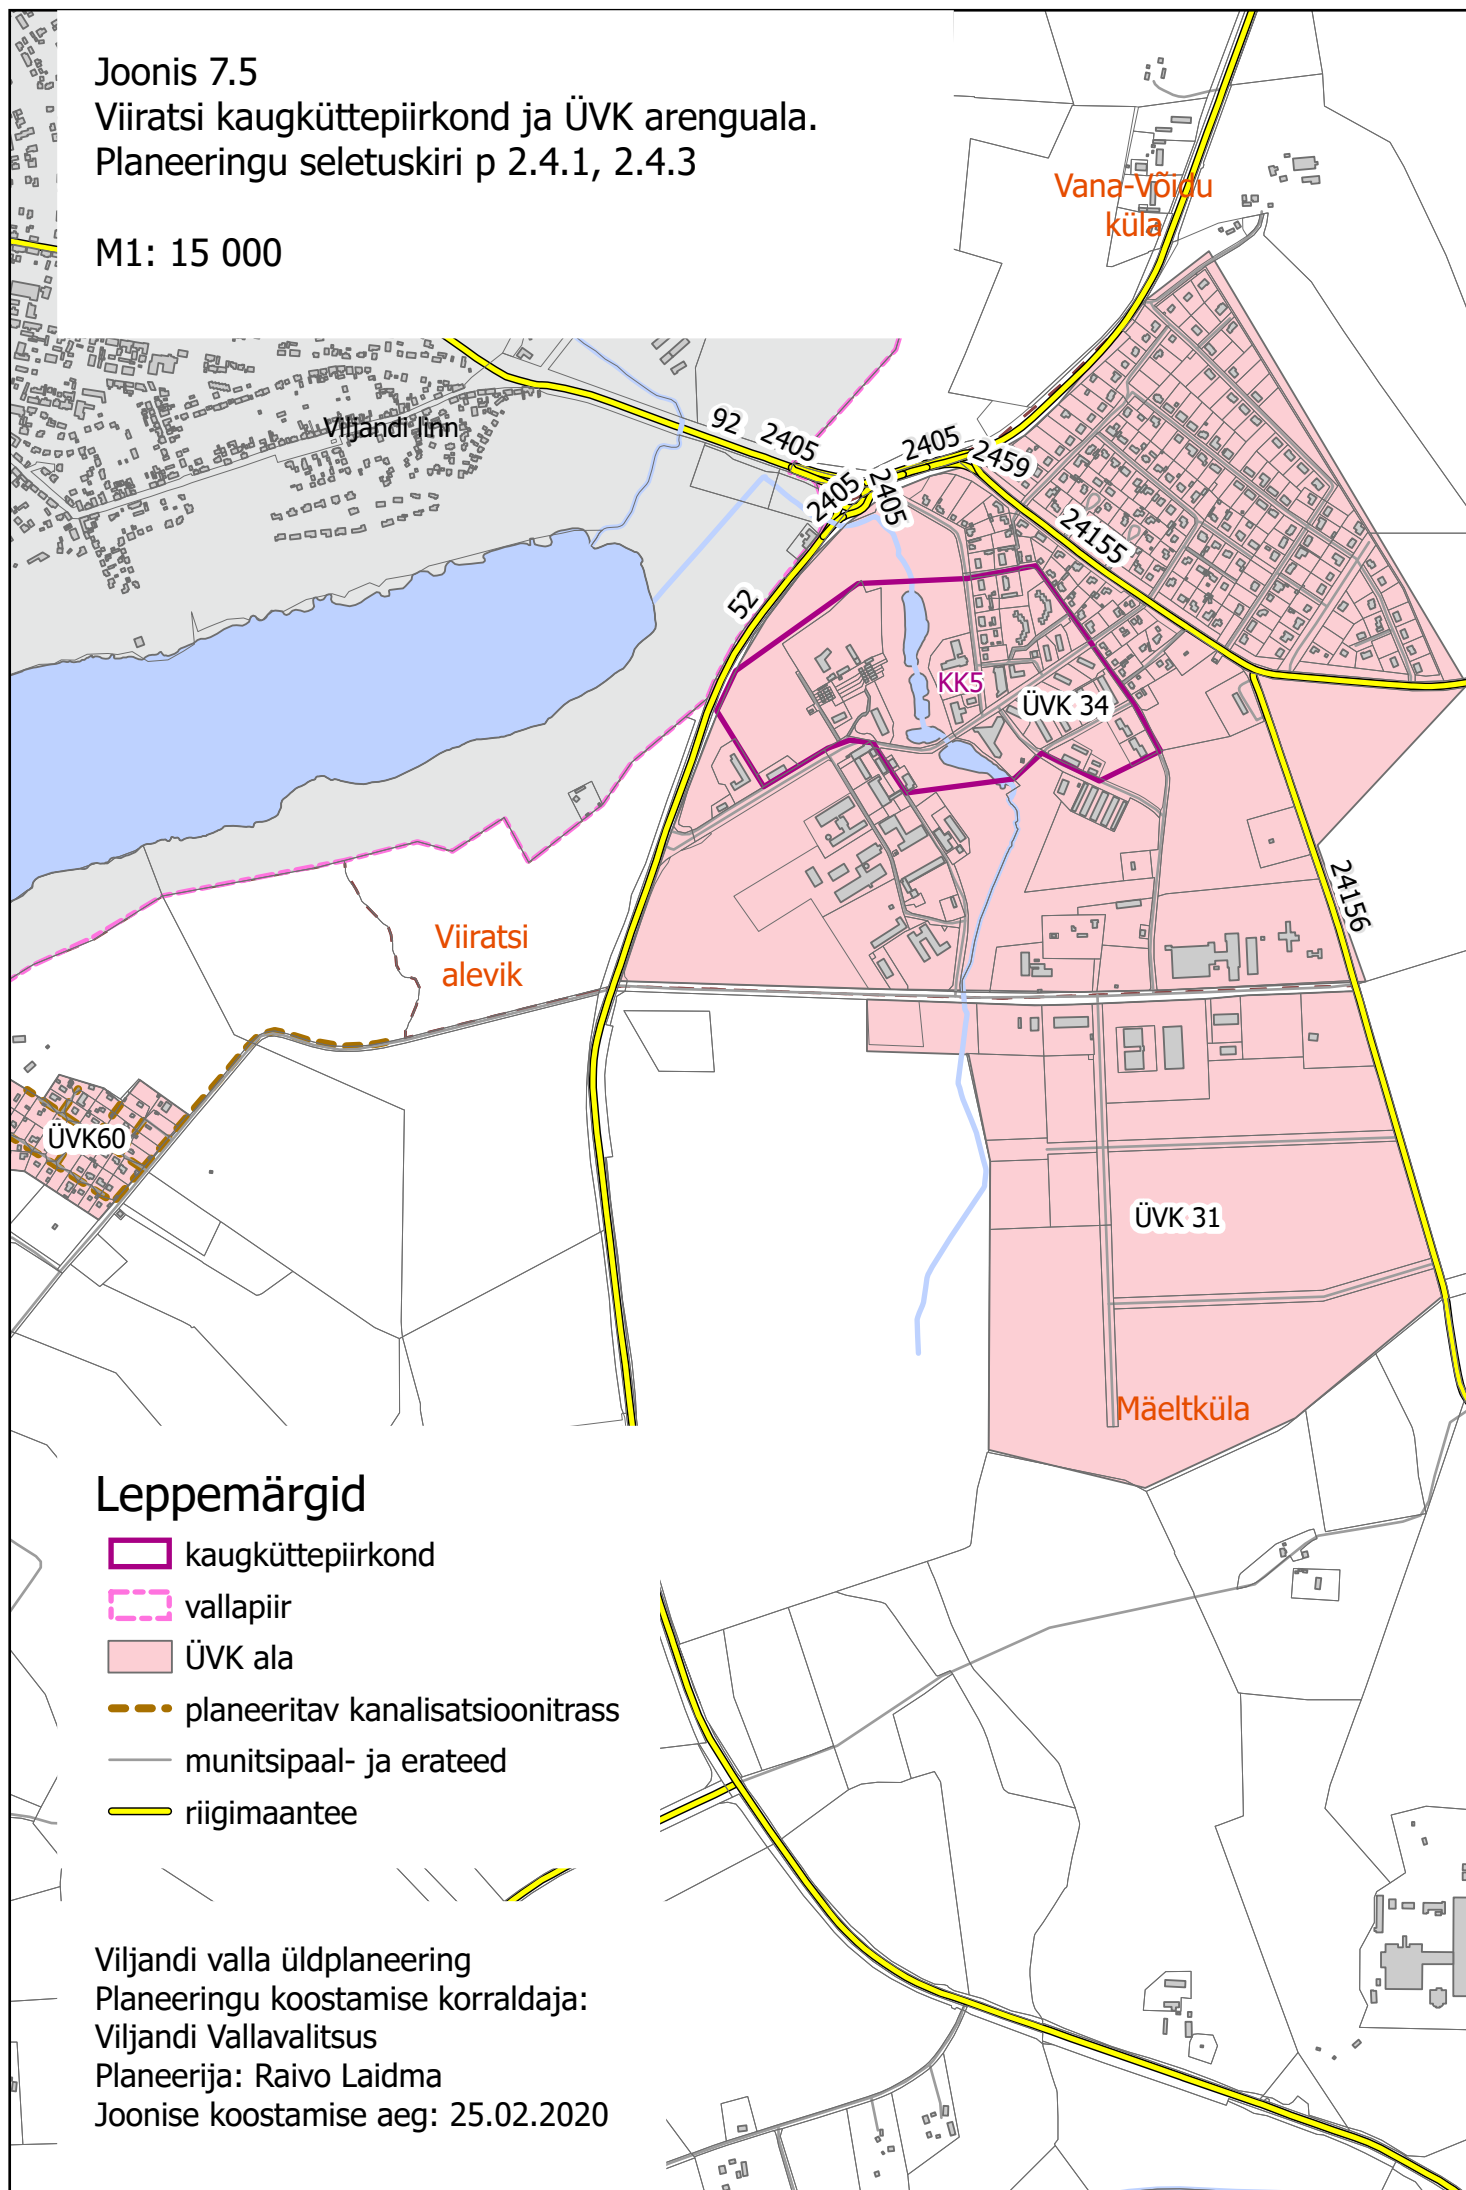 Joonis 7.5
Viiratsi kaugküttepiirkond ja ÜVK arenguala.
Planeeringu seletuskiri p 2.4.1, 2.4.3
M1: 15 000
Vana-Võidu
küla
Viljandi linn
92
2405
2405
2459
2405
2405
24155
52
KK5
ÜVK 34
24156
Viiratsi
alevik
ÜVK60
ÜVK 31
Mäeltküla
Leppemärgid
kaugküttepiirkond
vallapiir
ÜVK ala
planeeritav kanalisatsioonitrass
munitsipaal- ja erateed
riigimaantee
Viljandi valla üldplaneering
Planeeringu koostamise korraldaja:
Viljandi Vallavalitsus
Planeerija: Raivo Laidma
Joonise koostamise aeg: 25.02.2020